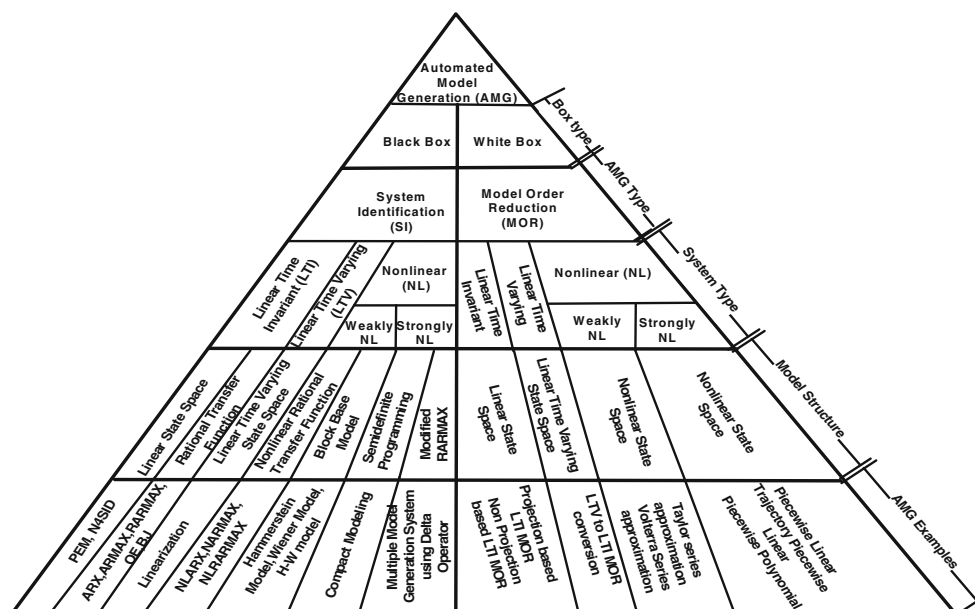 Automated
Model
Generation (AMG)
Box type
Black Box
White Box
AMG Type
System
Identification
(SI)
Model Order
Reduction
(MOR)
System Type
Linear Time
Invariant (LTI)
Linear Time Varying
(LTV)
Nonlinear
(NL)
Weakly
NL
Strongly
NL
Linear Time
Invariant
Linear Time
Varying
Nonlinear (NL)
Weakly
NL
Strongly
NL
Model Structure
Linear State Space
Rational Transfer
Function
Linear Time Varying
State Space
Nonlinear Rational
Transfer Function
Block Base
Model
Semidefinite
Programming
Modified
RARMAX
Linear State
Space
Linear Time Varying
State Space
Nonlinear State
Space
Nonlinear State
Space
AMG Examples
PEM, N4SID
ARX,ARMAX,RARMAX,
OE,BJ
Linearization
NLARX,NARMAX,
NLRARMAX
Hammerstein
Model,Wiener Model,
H-W model
Compact Modeling
Multiple Model
Generation System
using Delta
Operator
Projection based
LTI MOR
Non Projection
based LTI MOR
LTV to LTI MOR
conversion
Taylor series
approximation
Volterra Series
approximation
Piecewise Linear
Trajectory Piecewise
Linear
Piecewise Polynomial